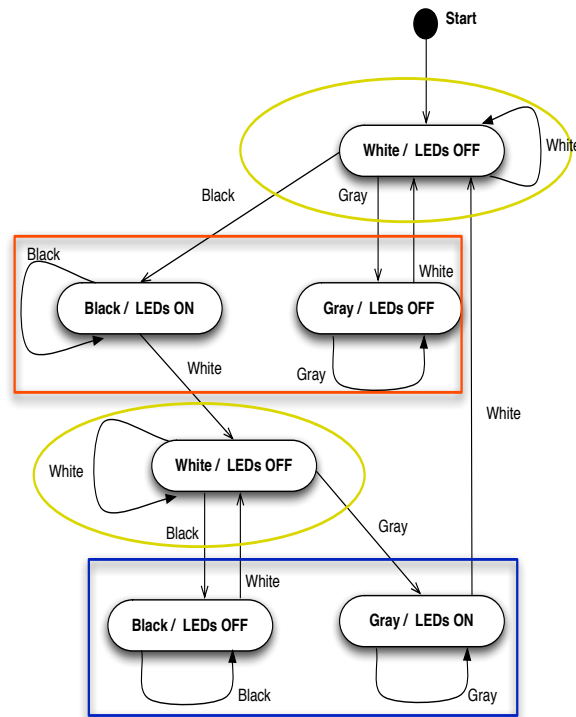 Start
White / LEDs OFF
White
Black
Gray
White
Black
Black / LEDs ON
Gray / LEDs OFF
Gray
White
White
White / LEDs OFF
White
Black
Gray
White
Black / LEDs OFF
Gray / LEDs ON
Black
Gray